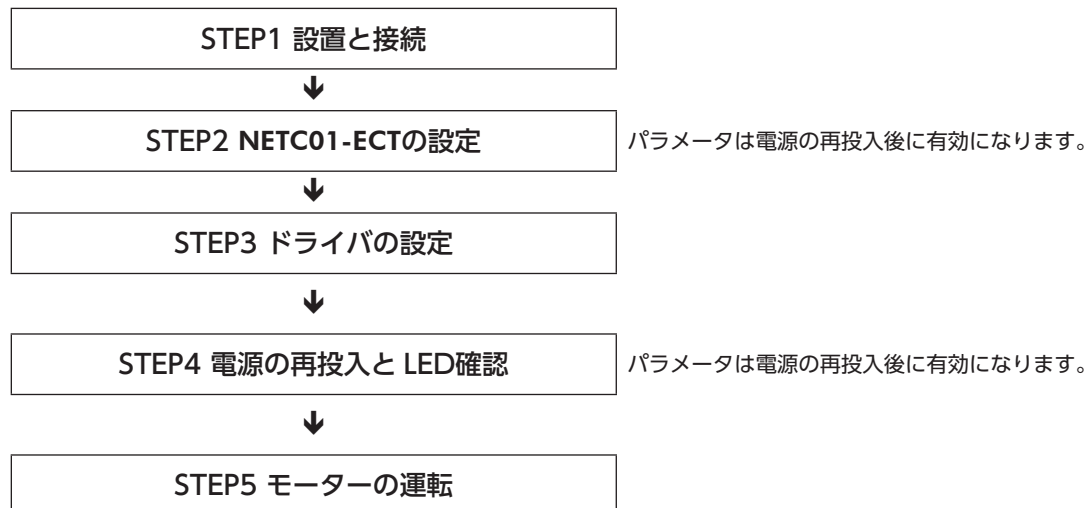 STEP1 設置と接続
STEP2 NETC01-ECTの設定
パラメータは電源の再投入後に有効になります。
STEP3 ドライバの設定
STEP4 電源の再投入と LED確認
パラメータは電源の再投入後に有効になります。
STEP5 モーターの運転